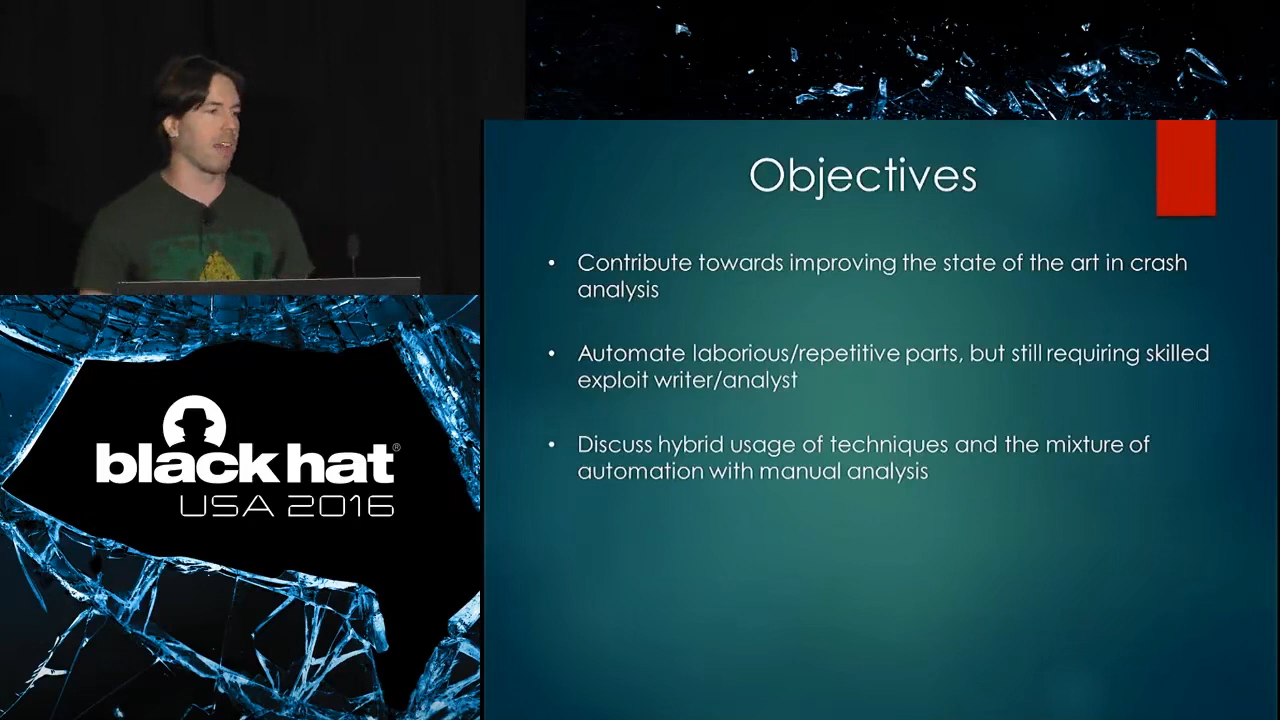 Objectives
• Contribute towards improving the state of the art in crash
analysis
• Automate laborious/repetitive parts, but still requiring skilled
exploit writer/analyst
• Discuss hybrid usage of techniques and the mixture of
automation with manual analysis
black hat®
USA 2016